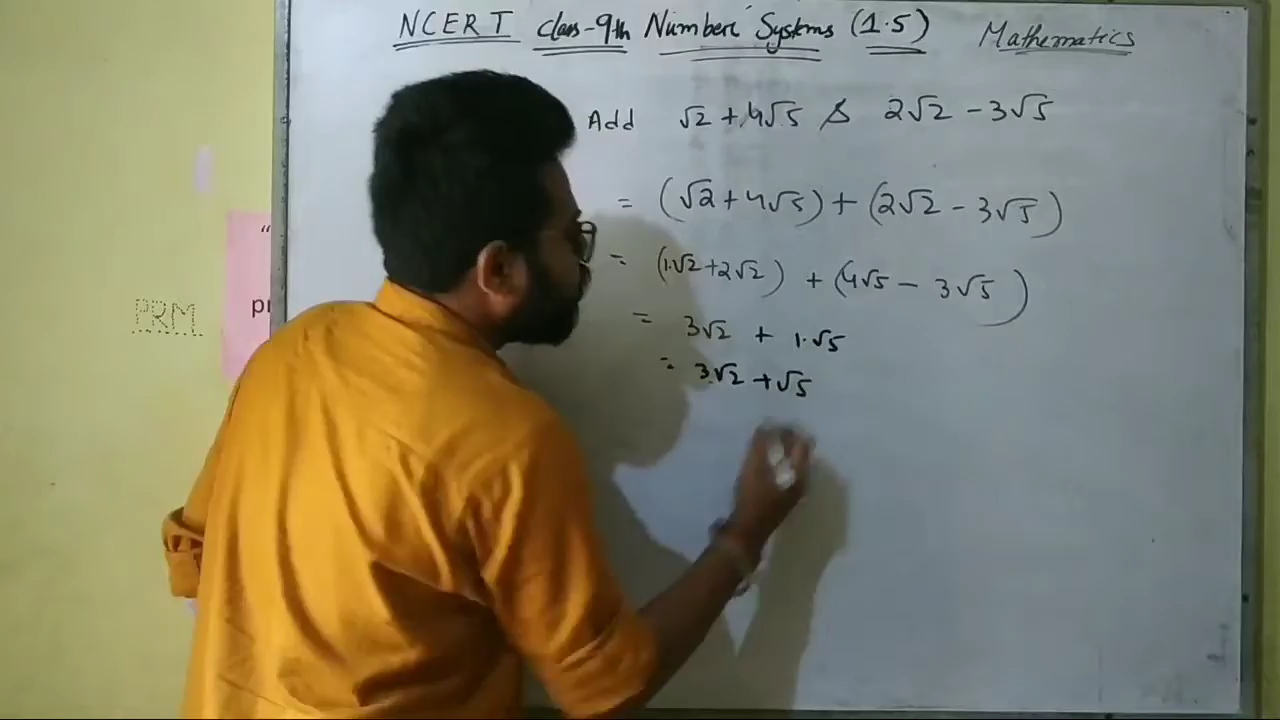 NCERT Class-9th Number Systems (1.5) Mathematics
Add √2 + 4√5 & 2√2 - 3√5
= (√2 + 4√5) + (2√2 - 3√5)
= (1.√2 + 2√2) + (4√5 - 3√5)
= 3√2 + 1.√5
= 3√2 + √5
PRM
"
p